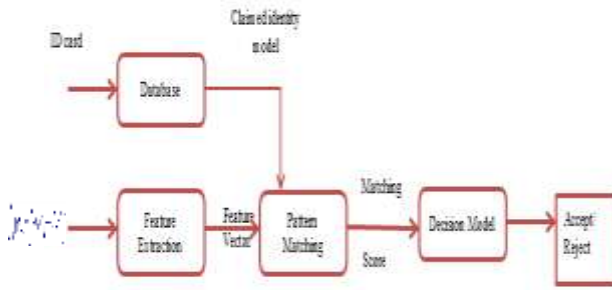 Claimed identity
model
ID card
Database
Matching
Feature
Extraction
Feature
Vector
Pattern
Matching
Decision Model
Accept/
Reject
Score